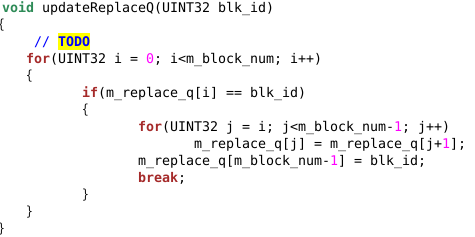 void updateReplaceQ(UINT32 blk_id)
{
    // TODO
   for(UINT32 i = 0; i<m_block_num; i++)
   {
          if(m_replace_q[i] == blk_id)
          {
                 for(UINT32 j = i; j<m_block_num-1; j++)
                        m_replace_q[j] = m_replace_q[j+1];
                 m_replace_q[m_block_num-1] = blk_id;
                 break;
          }
   }
}